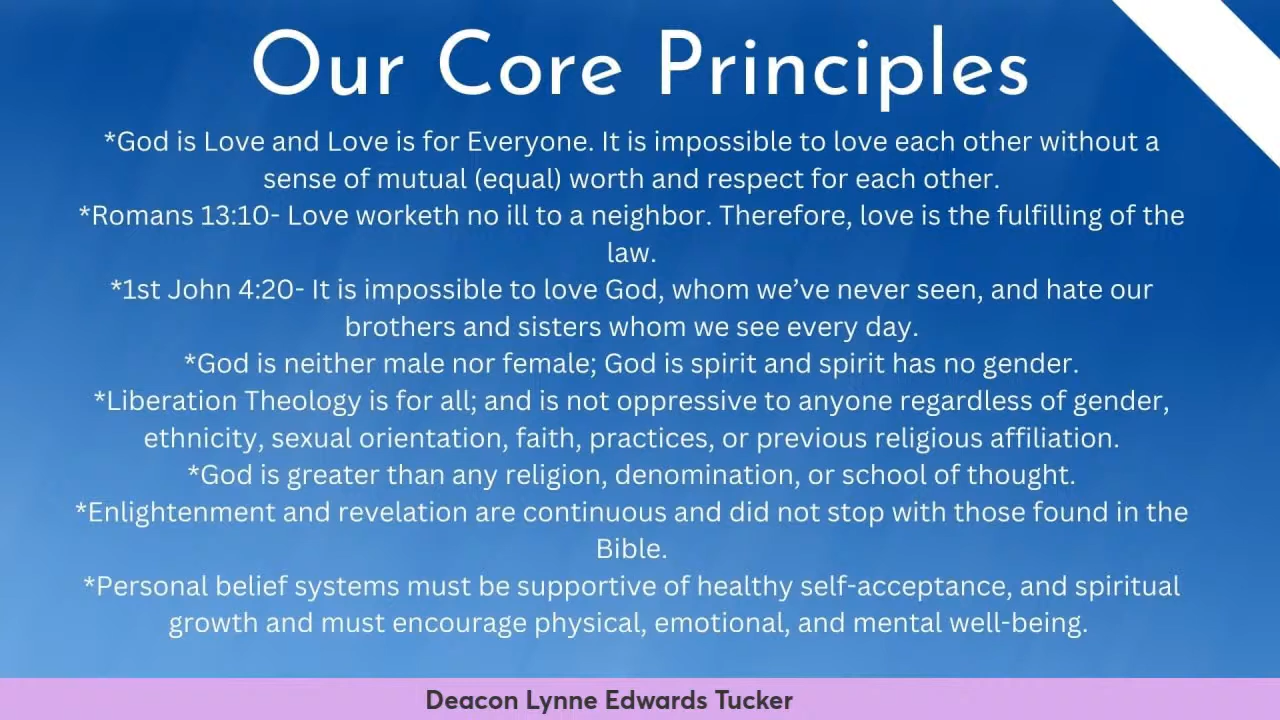 Our Core Principles
*God is Love and Love is for Everyone. It is impossible to love each other without a
sense of mutual (equal) worth and respect for each other.
*Romans 13:10- Love worketh no ill to a neighbor. Therefore, love is the fulfilling of the
law.
*1st John 4:20- It is impossible to love God, whom we’ve never seen, and hate our
brothers and sisters whom we see every day.
*God is neither male nor female; God is spirit and spirit has no gender.
*Liberation Theology is for all; and is not oppressive to anyone regardless of gender,
ethnicity, sexual orientation, faith, practices, or previous religious affiliation.
*God is greater than any religion, denomination, or school of thought.
*Enlightenment and revelation are continuous and did not stop with those found in the
Bible.
*Personal belief systems must be supportive of healthy self-acceptance, and spiritual
growth and must encourage physical, emotional, and mental well-being.
Deacon Lynne Edwards Tucker